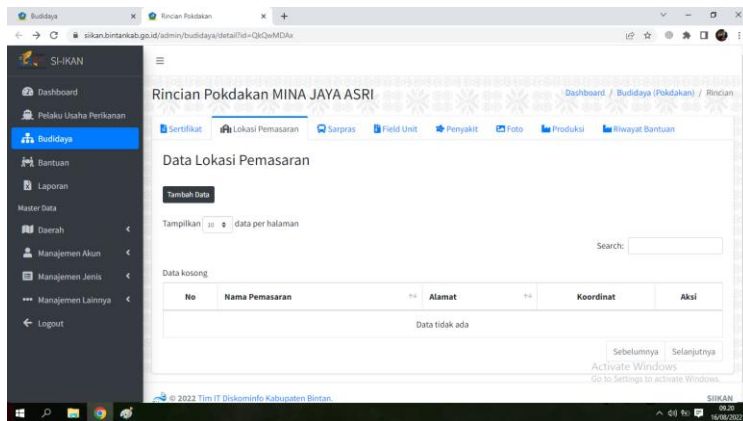 Budidaya
Rincian Pokdakan
siikan.bintankab.go.id/admin/budidaya/detail?id=QkQwMDAx
SI-IKAN
Dashboard
Pelaku Usaha Perikanan
Budidaya
Bantuan
Laporan
Master Data
Daerah
Manajemen Akun
Manajemen Jenis
Manajemen Lainnya
Logout
Rincian Pokdakan MINA JAYA ASRI
Dashboard / Budidaya (Pokdakan) / Rincian
Sertifikat Lokasi Pemasaran Sarpras Field Unit Penyakit Foto Produksi Riwayat Bantuan
Data Lokasi Pemasaran
Tambah Data
Tampilkan 10 data per halaman
Search:
Data kosong
No Nama Pemasaran Alamat Koordinat Aksi
Data tidak ada
Sebelumnya Selanjutnya
Activate Windows
Go to Settings to activate Windows.
© 2022 Tim IT Diskominfo Kabupaten Bintan.
SIIKAN
09.20
16/08/2022